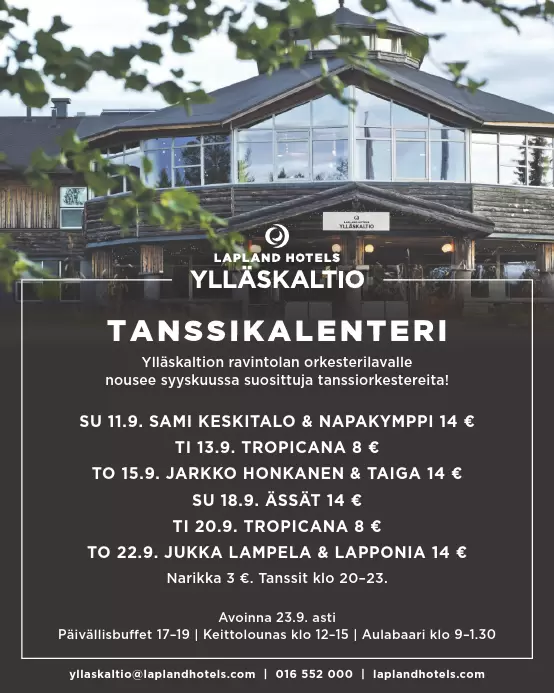 LAPLAND HOTELS
YLLÄSKALTIO
LAPLAND HOTELS
YLLÄSKALTIO
TANSSIKALENTERI
Ylläskaltion ravintolan orkesterilavalle
nousee syyskuussa suosittuja tanssiorkestereita!
SU 11.9. SAMI KESKITALO & NAPAKYMPPI 14 €
TI 13.9. TROPICANA 8 €
TO 15.9. JARKKO HONKANEN & TAIGA 14 €
SU 18.9. ÄSSÄT 14 €
TI 20.9. TROPICANA 8 €
TO 22.9. JUKKA LAMPELA & LAPPONIA 14 €
Narikka 3 €. Tanssit klo 20–23.
Avoinna 23.9. asti
Päivällisbuffet 17–19 | Keittolounas klo 12–15 | Aulabaari klo 9–1.30
yllaskaltio@laplandhotels.com | 016 552 000 | laplandhotels.com